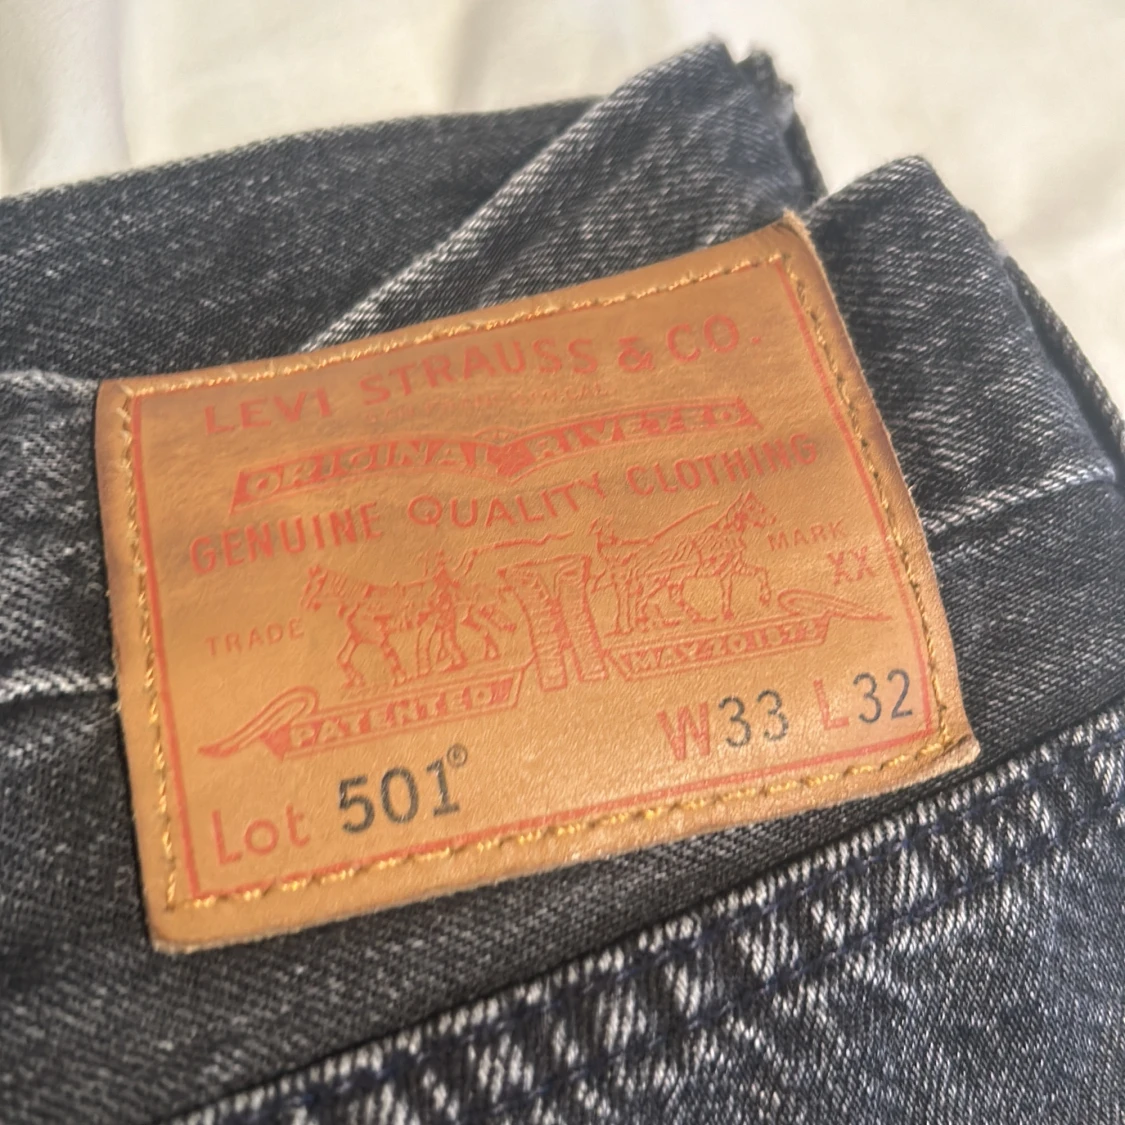 LEVI STRAUSS & CO.
ORIGINAL RIVETED
GENUINE QUALITY CLOTHING
TRADE MARK
XX
PATENTED MAY 20 1873
Lot 501® W33 L32